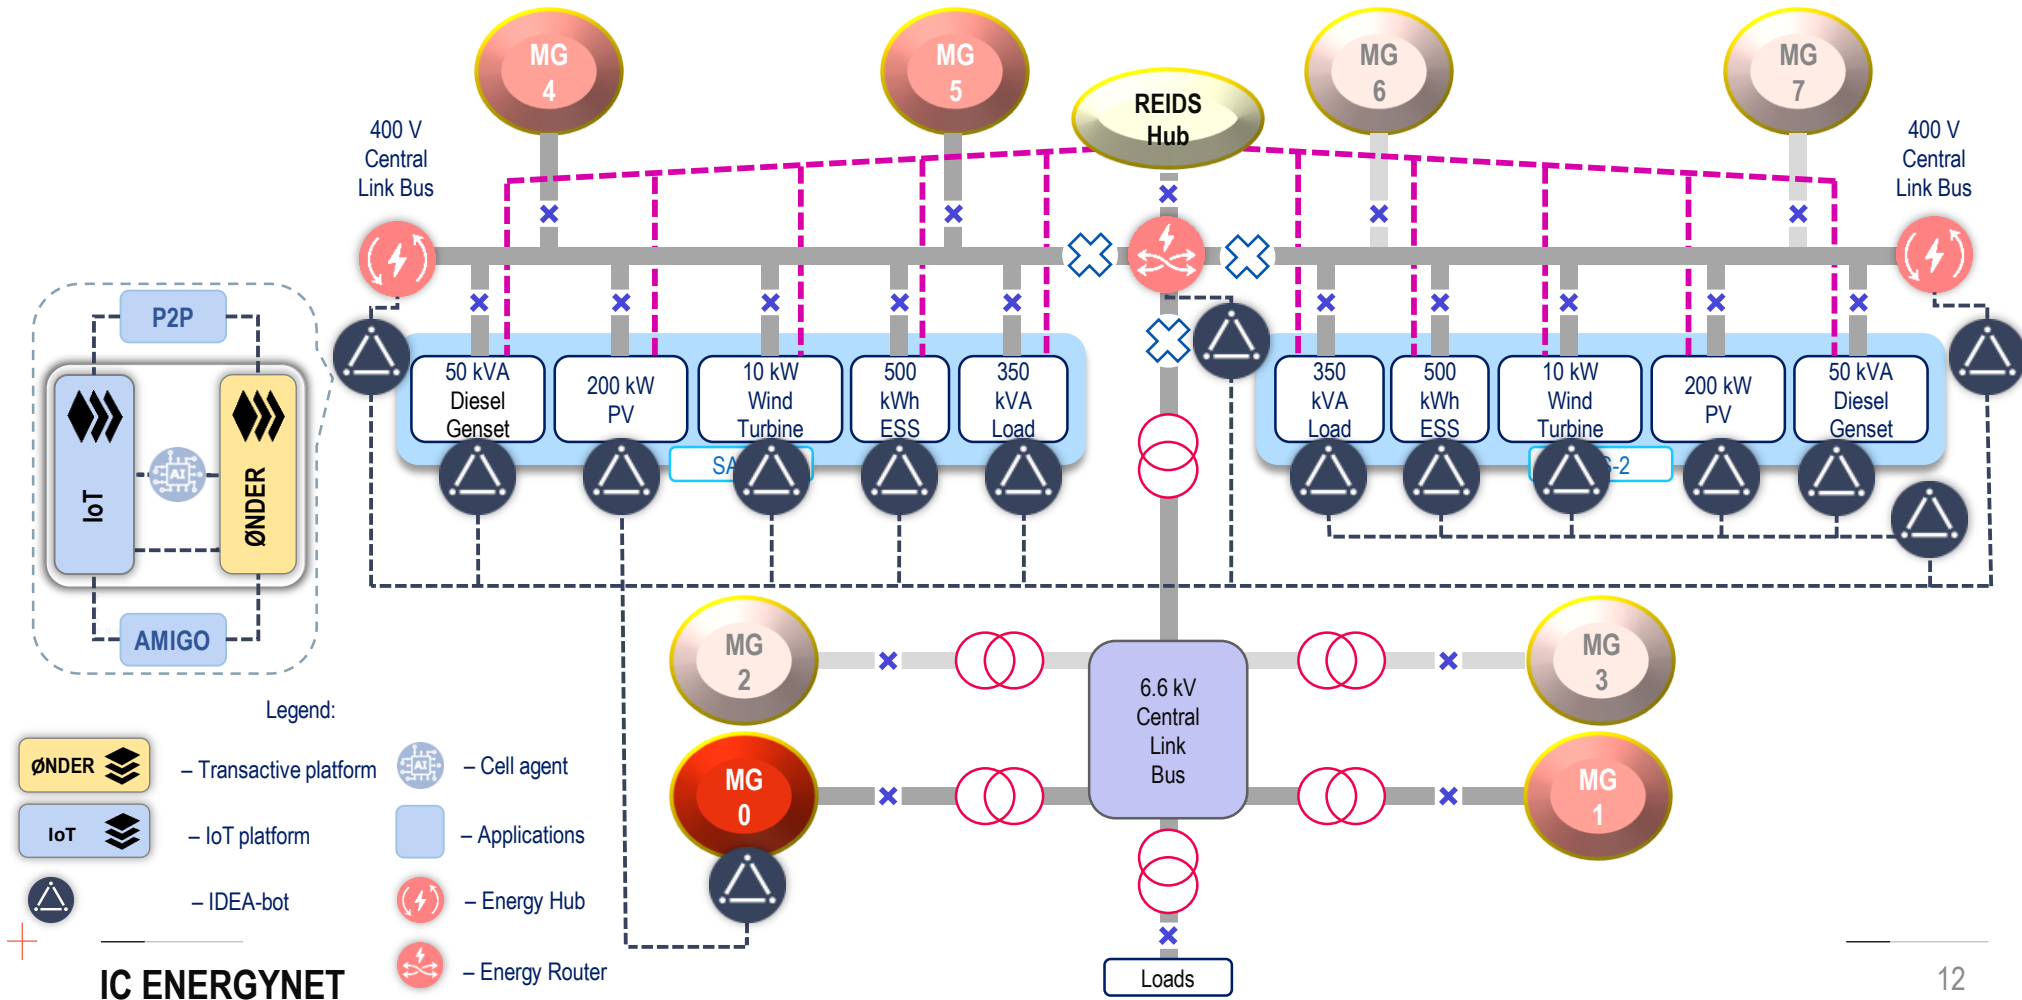 MG
4
MG
5
MG
6
MG
7
REIDS
Hub
400 V
Central
Link Bus
400 V
Central
Link Bus
P2P
IoT
AI
ØNDER
AMIGO
50 kVA
Diesel
Genset
200 kW
PV
10 kW
Wind
Turbine
500
kWh
ESS
350
kVA
Load
350
kVA
Load
500
kWh
ESS
10 kW
Wind
Turbine
200 kW
PV
50 kVA
Diesel
Genset
MG
2
MG
3
6.6 kV
Central
Link
Bus
MG
0
MG
1
Loads
Legend:
ØNDER
– Transactive platform
IoT
– IoT platform
– IDEA-bot
AI
– Cell agent
– Applications
– Energy Hub
– Energy Router
IC ENERGYNET
12